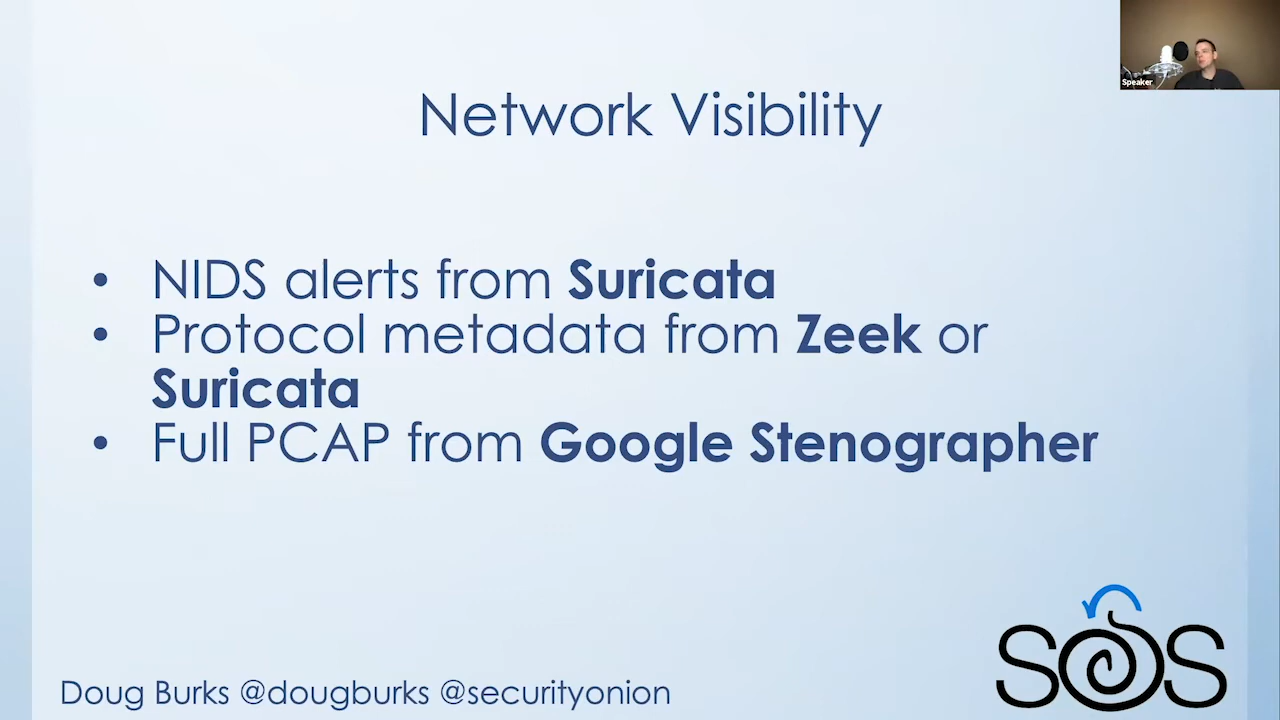 Speaker
Network Visibility
• NIDS alerts from Suricata
• Protocol metadata from Zeek or
Suricata
• Full PCAP from Google Stenographer
SOS
Doug Burks @dougburks @securityonion